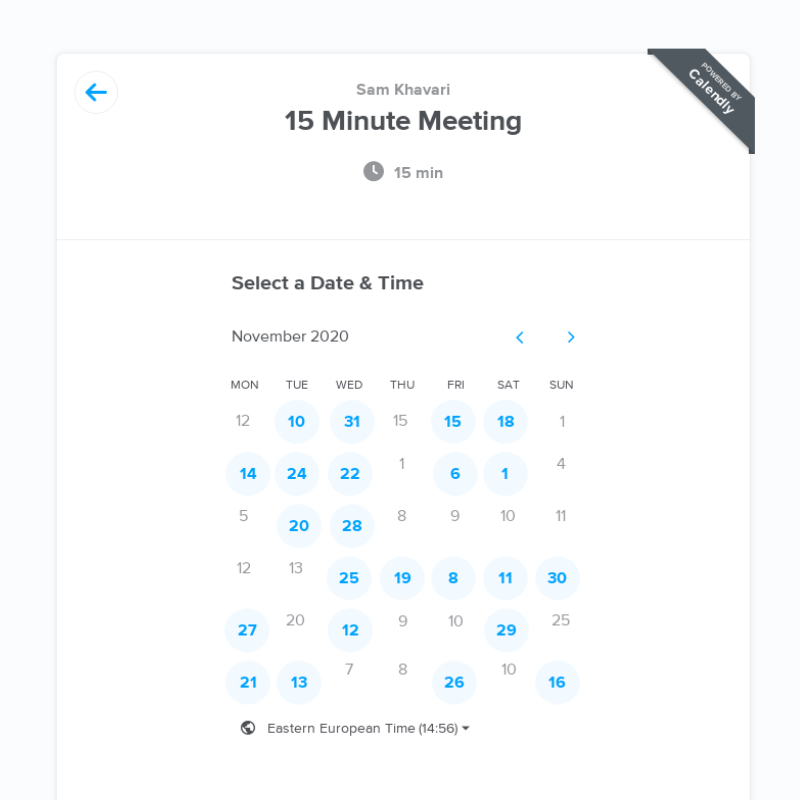 POWERED BY
Calendly
Sam Khavari
15 Minute Meeting
15 min
Select a Date & Time
November 2020
MON TUE WED THU FRI SAT SUN
12 10 31 15 15 18 1
14 24 22 1 6 1 4
5 20 28 8 9 10 11
12 13 25 19 8 11 30
27 20 12 9 10 29 25
21 13 7 8 26 10 16
Eastern European Time (14:56)